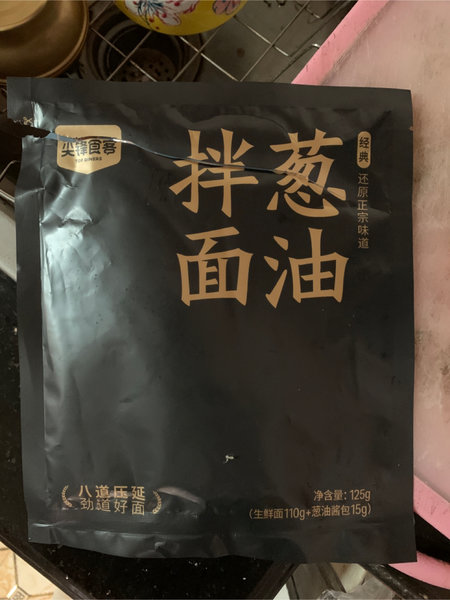 尖锋食客
葱油
拌面
经典 还原正宗味道
八道压延
劲道好面
净含量: 125g
(生鲜面110g+葱油酱包15g)